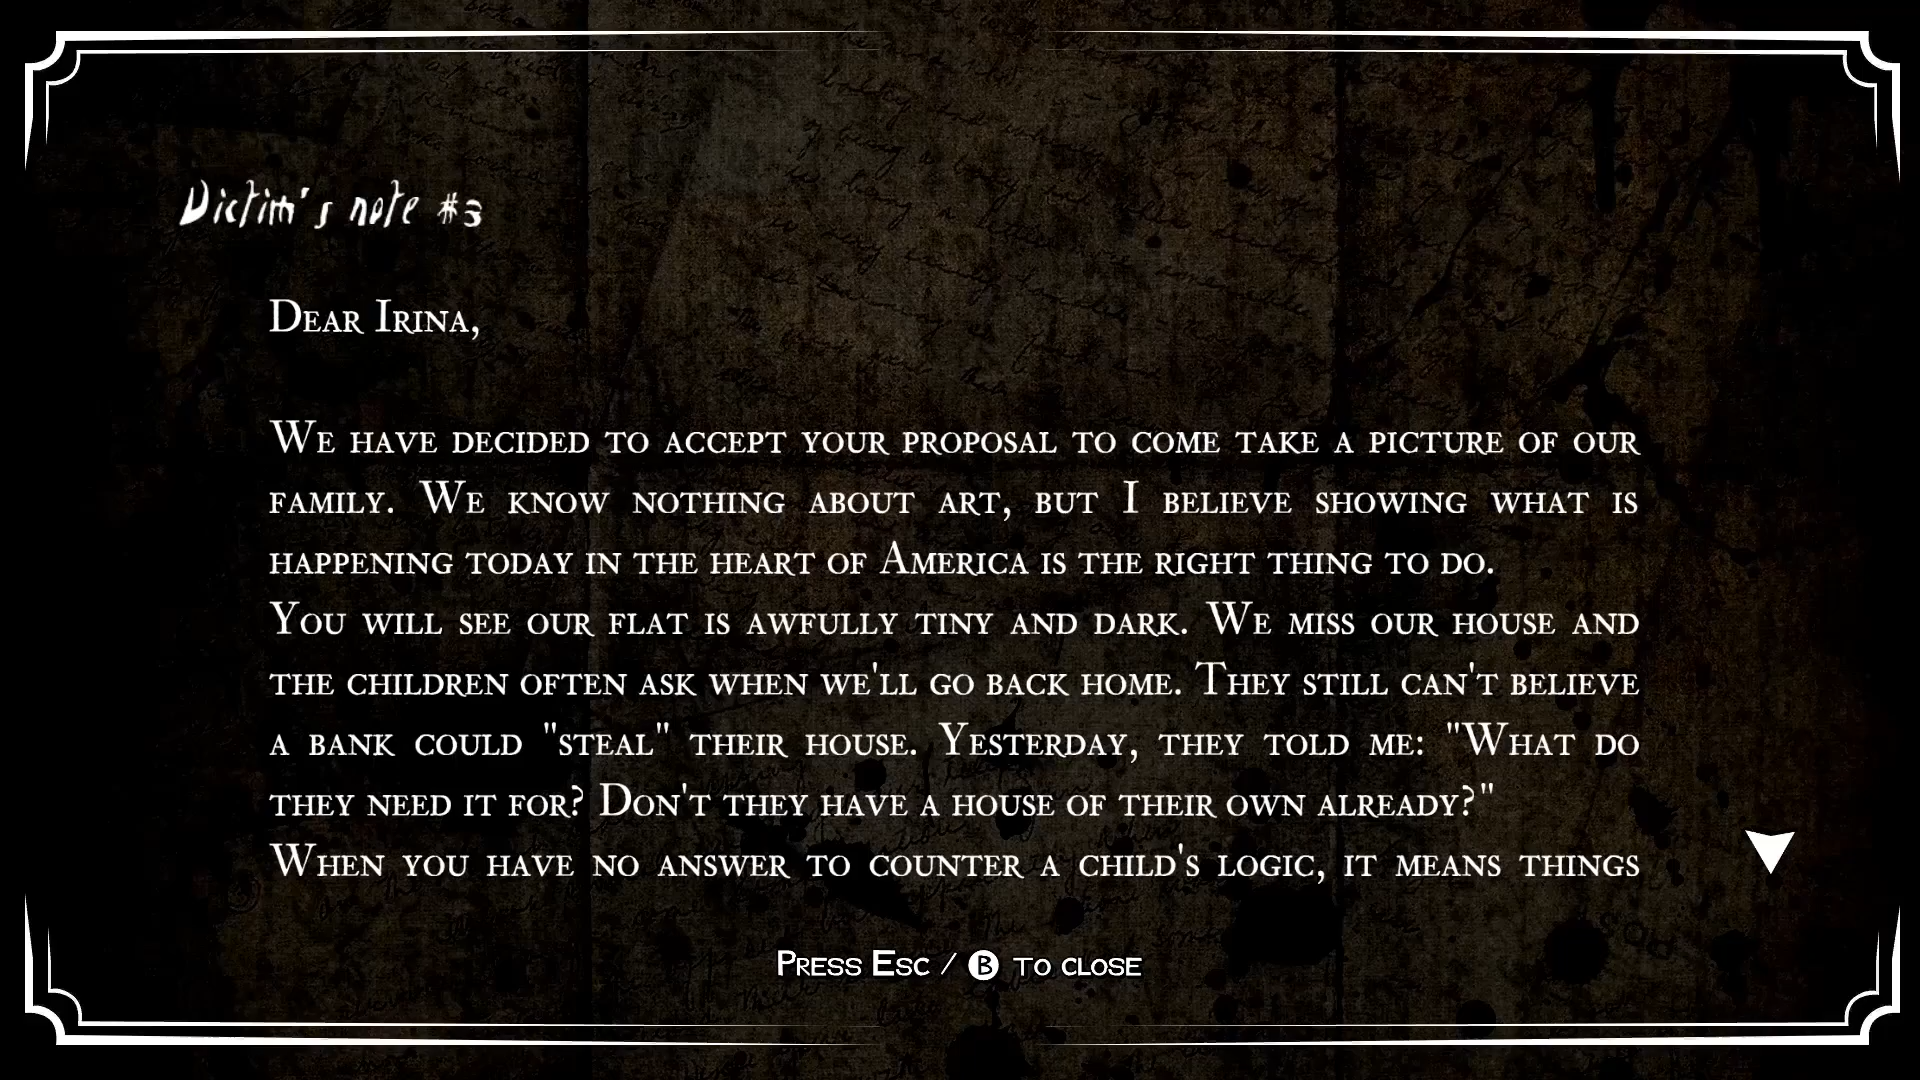 Victim's note #3
Dear Irina,
We have decided to accept your proposal to come take a picture of our
family. We know nothing about art, but I believe showing what is
happening today in the heart of America is the right thing to do.
You will see our flat is awfully tiny and dark. We miss our house and
the children often ask when we'll go back home. They still can't believe
a bank could "steal" their house. Yesterday, they told me: "What do
they need it for? Don't they have a house of their own already?"
When you have no answer to counter a child's logic, it means things
Press Esc / B to close